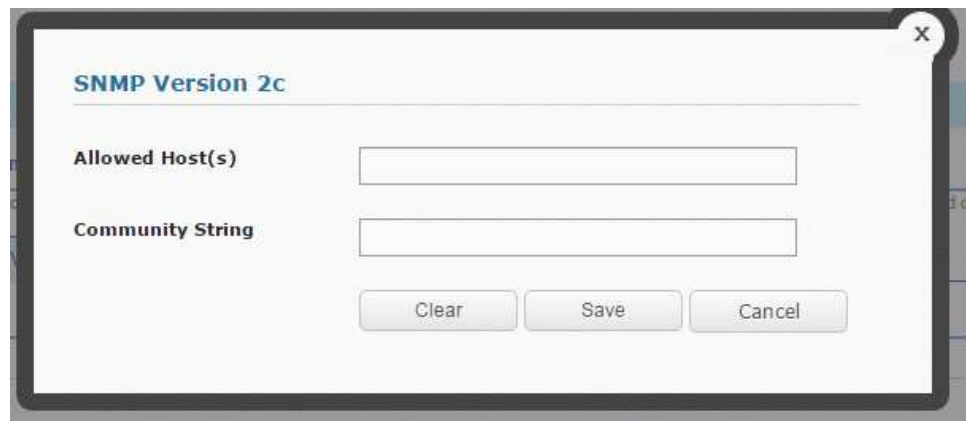 X
SNMP Version 2c
Allowed Host(s)
Community String
Clear Save Cancel